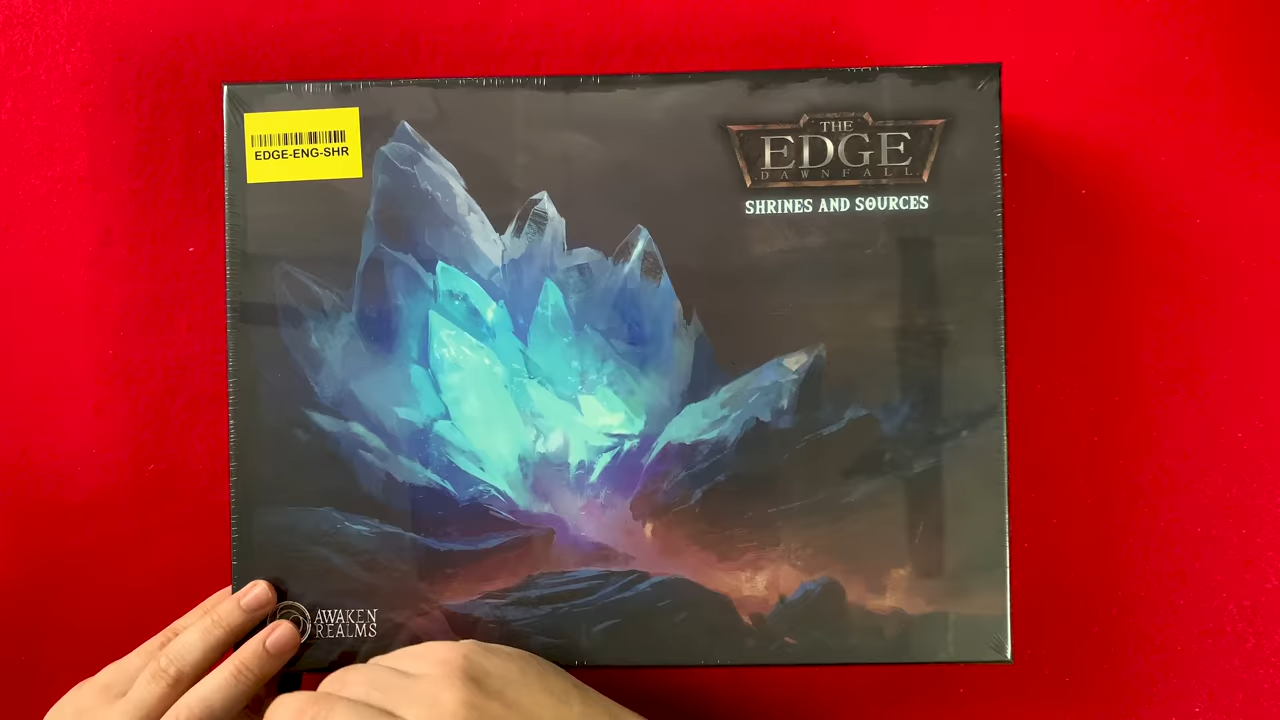 EDGE-ENG-SHR
THE
EDGE
DAWNFALL
SHRINES AND SOURCES
AWAKEN
REALMS